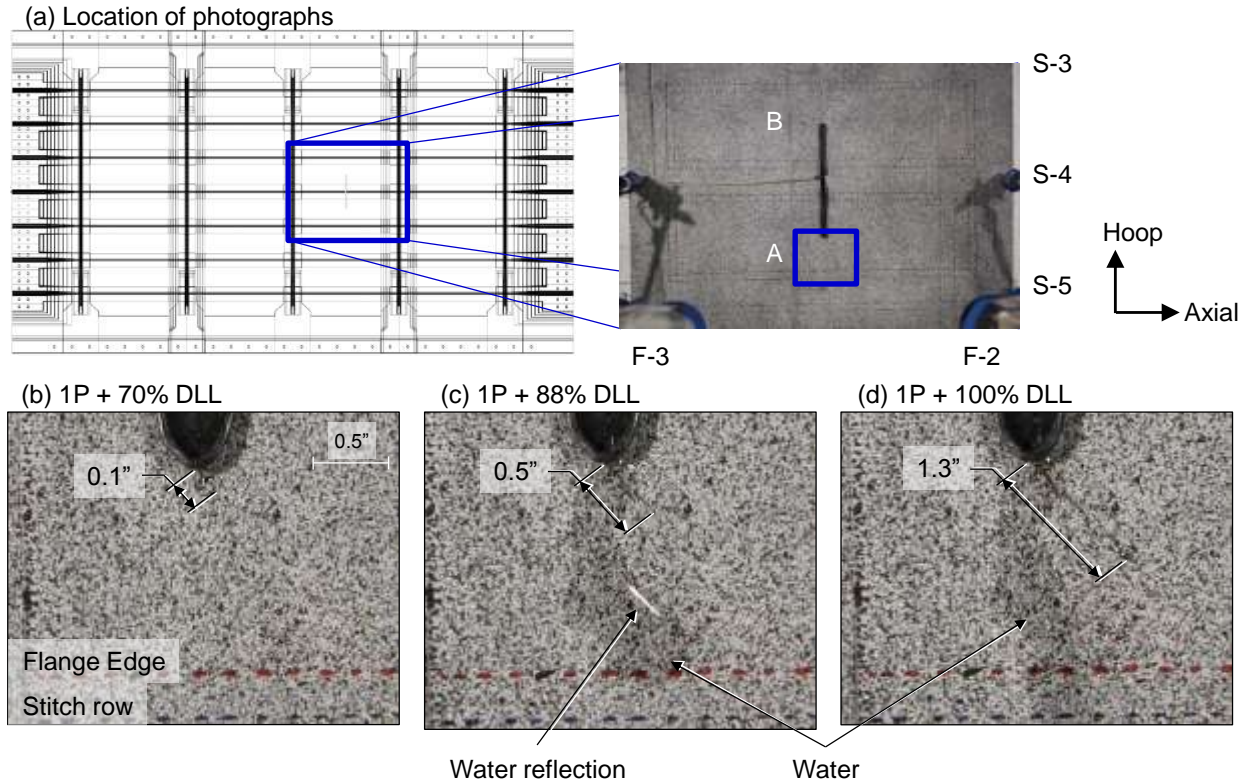 (a) Location of photographs
S-3
B
S-4
A
S-5
Hoop
Axial
F-3
F-2
(b) 1P + 70% DLL
(c) 1P + 88% DLL
(d) 1P + 100% DLL
0.1”
0.5”
0.5”
1.3”
Flange Edge
Stitch row
Water reflection
Water